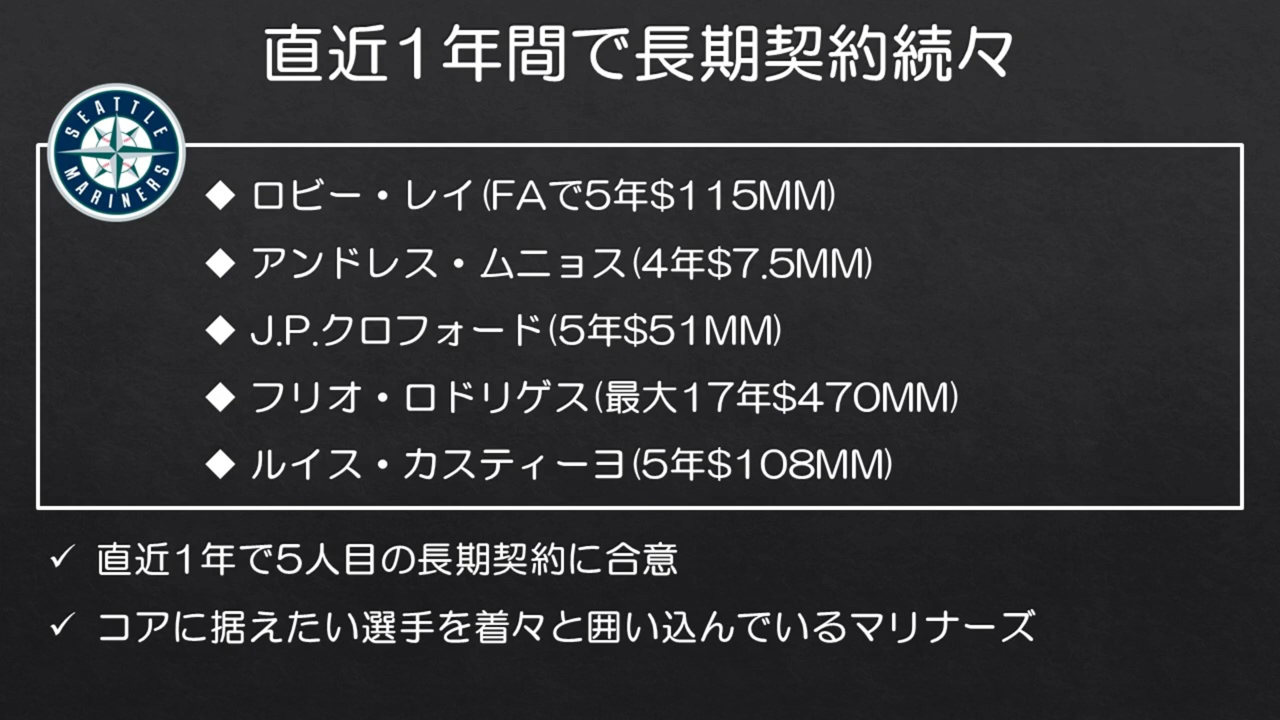 直近1年間で長期契約続々
SEATTLE
MARINERS
◆ ロビー・レイ(FAで5年$115MM)
◆ アンドレス・ムニョス(4年$7.5MM)
◆ J.P.クロフォード(5年$51MM)
◆ フリオ・ロドリゲス(最大17年$470MM)
◆ ルイス・カスティーヨ(5年$108MM)
✓ 直近1年で5人目の長期契約に合意
✓ コアに据えたい選手を着々と囲い込んでいるマリナーズ